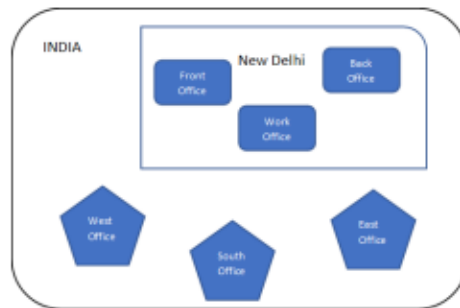 INDIA
New Delhi
Front
Office
Back
Office
Work
Office
West
Office
South
Office
East
Office